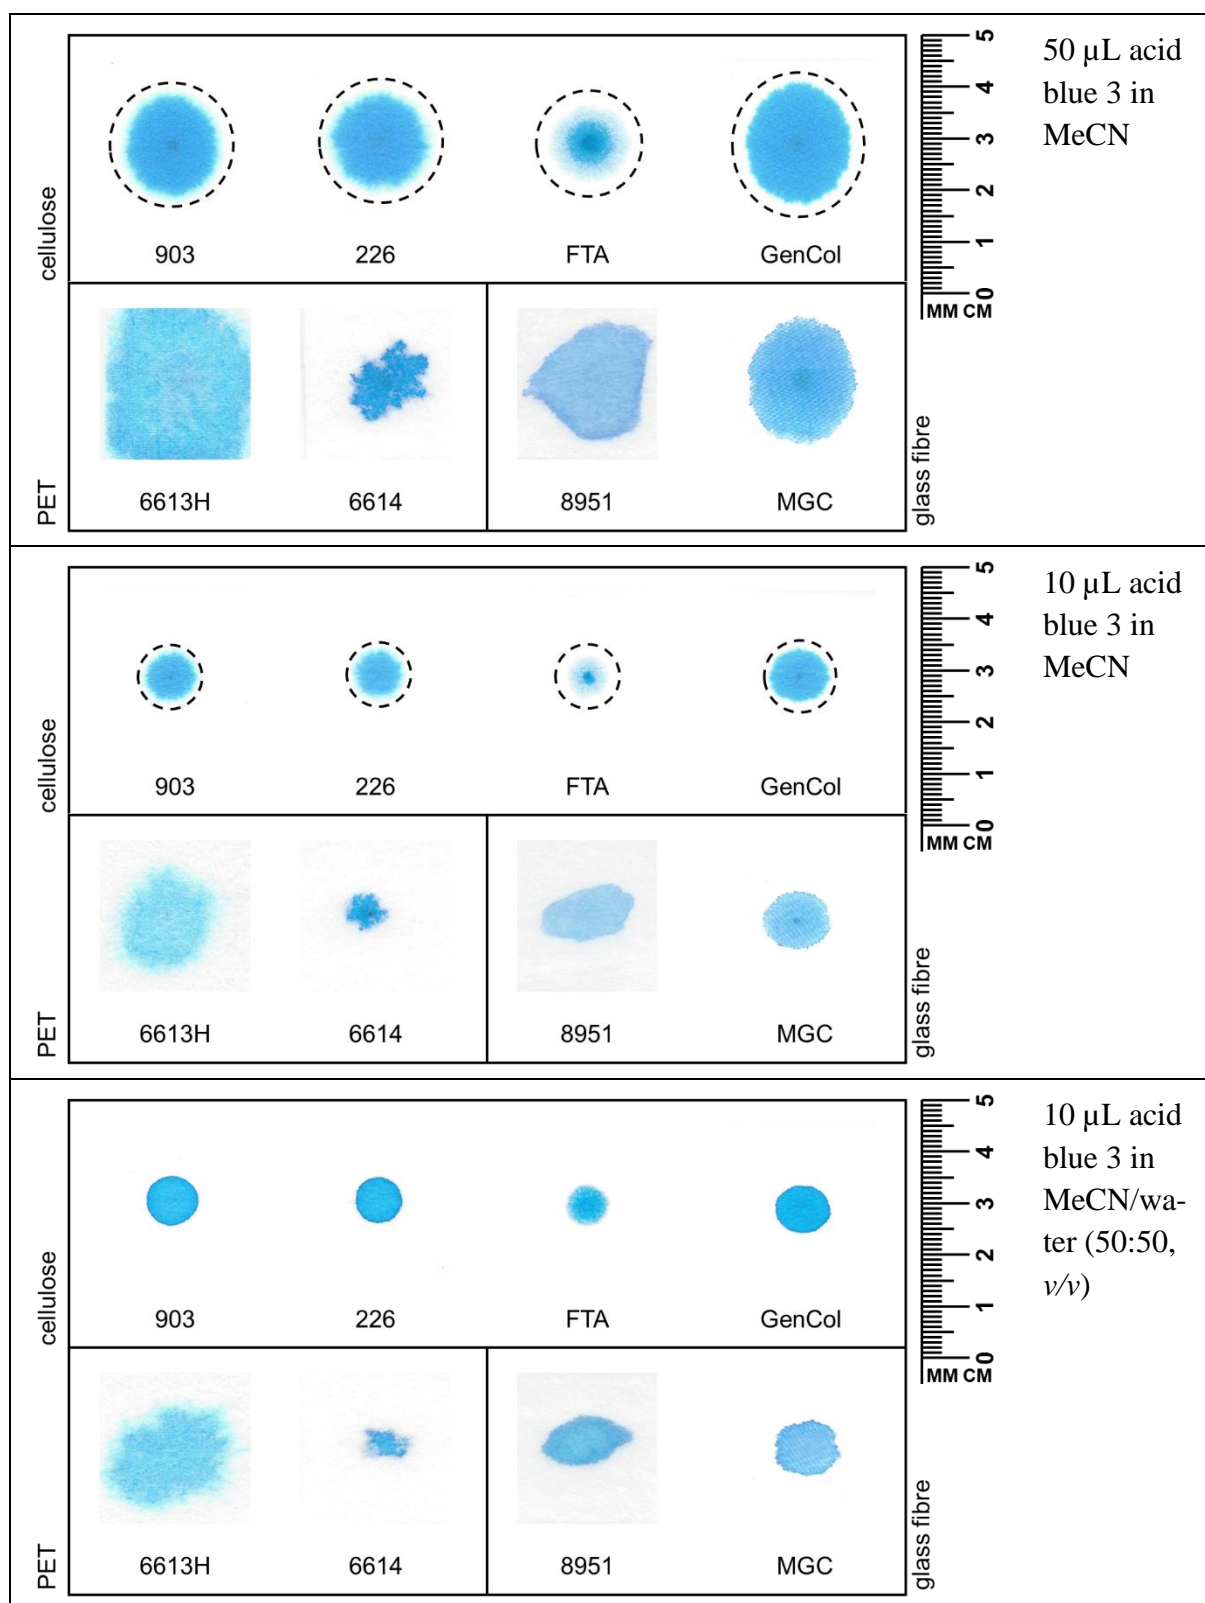 50 µL acid
blue 3 in
MeCN
cellulose
903 226 FTA GenCol
5
4
3
2
1
0
MM CM
PET
6613H 6614 8951 MGC
glass fibre
10 µL acid
blue 3 in
MeCN
cellulose
903 226 FTA GenCol
5
4
3
2
1
0
MM CM
PET
6613H 6614 8951 MGC
glass fibre
10 µL acid
blue 3 in
MeCN/wa-
ter (50:50,
v/v)
cellulose
903 226 FTA GenCol
5
4
3
2
1
0
MM CM
PET
6613H 6614 8951 MGC
glass fibre